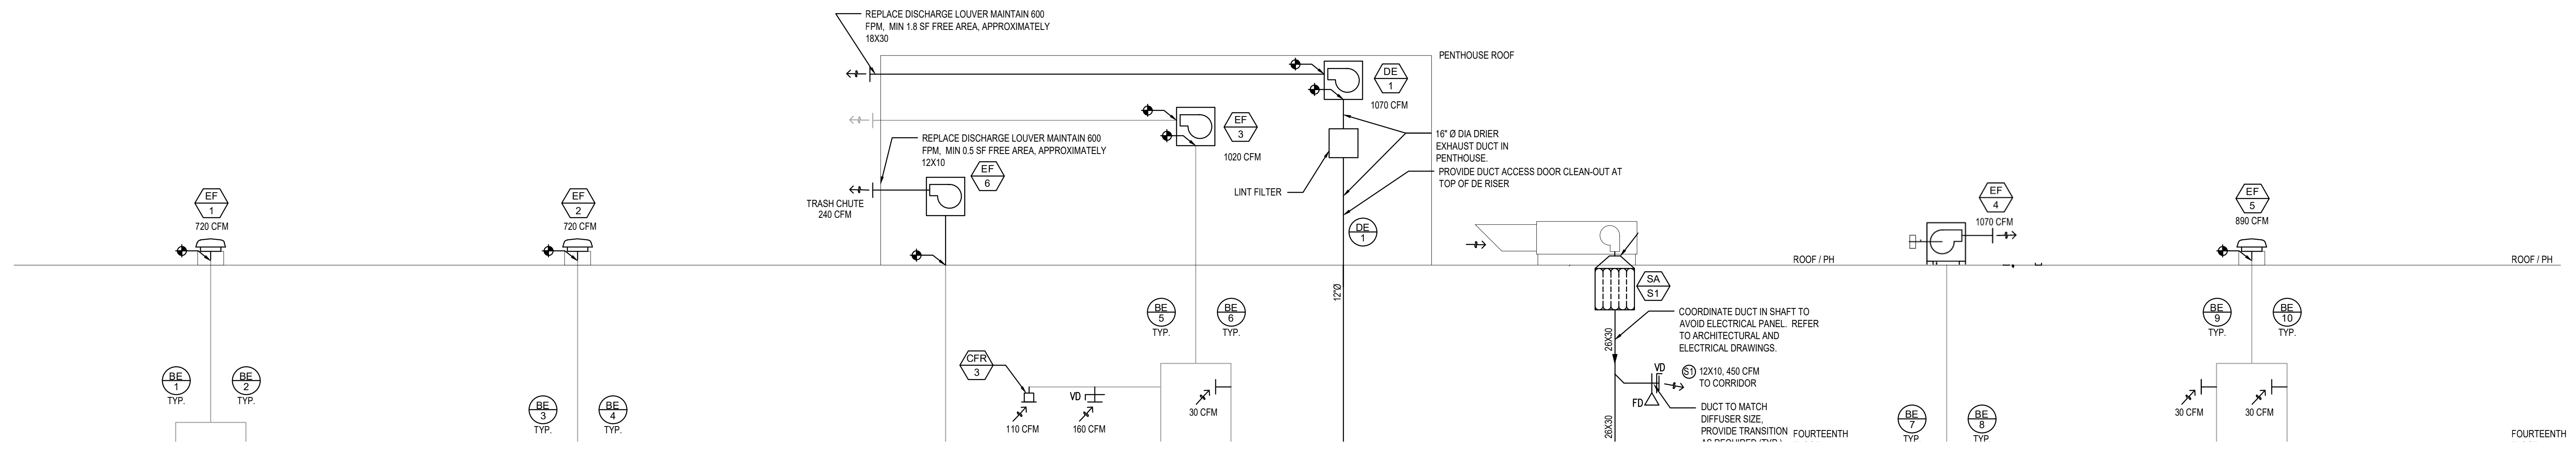 REPLACE DISCHARGE LOUVER MAINTAIN 600
FPM, MIN 1.8 SF FREE AREA, APPROXIMATELY
18X30
PENTHOUSE ROOF
DE
1
1070 CFM
EF
3
1020 CFM
REPLACE DISCHARGE LOUVER MAINTAIN 600
FPM, MIN 0.5 SF FREE AREA, APPROXIMATELY
12X10
EF
6
TRASH CHUTE
240 CFM
16" Ø DIA DRIER
EXHAUST DUCT IN
PENTHOUSE.
PROVIDE DUCT ACCESS DOOR CLEAN-OUT AT
TOP OF DE RISER
LINT FILTER
DE
1
EF
1
720 CFM
EF
2
720 CFM
EF
4
1070 CFM
EF
5
890 CFM
ROOF / PH
ROOF / PH
12"Ø
SA
S1
26X30
COORDINATE DUCT IN SHAFT TO
AVOID ELECTRICAL PANEL. REFER
TO ARCHITECTURAL AND
ELECTRICAL DRAWINGS.
BE
5
TYP.
BE
6
TYP.
BE
9
TYP.
BE
10
TYP.
CFR
3
VD
110 CFM
160 CFM
30 CFM
VD
S1
12X10, 450 CFM
TO CORRIDOR
FD
26X30
DUCT TO MATCH
DIFFUSER SIZE,
PROVIDE TRANSITION
AS REQUIRED (TYP.)
BE
1
TYP.
BE
2
TYP.
BE
3
TYP.
BE
4
TYP.
BE
7
TYP
BE
8
TYP
30 CFM
30 CFM
FOURTEENTH
FOURTEENTH